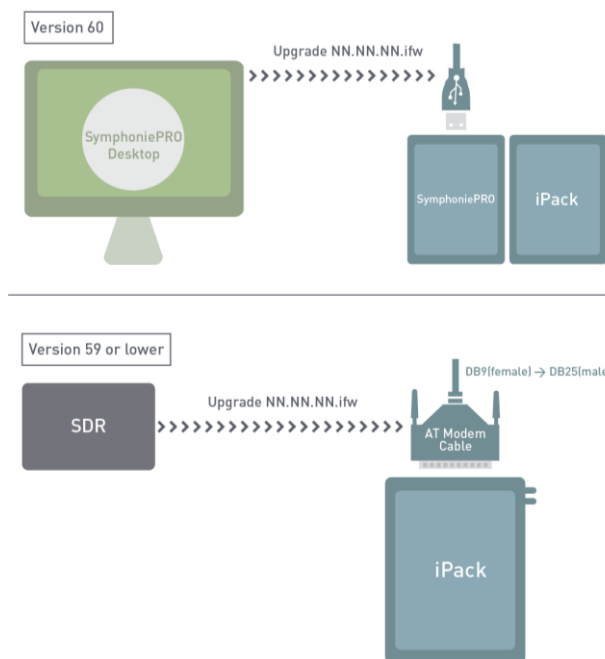 Version 60
Upgrade NN.NN.NN.ifw
SymphoniePRO
Desktop
SymphoniePRO
iPack
Version 59 or lower
DB9(female) → DB25(male
Upgrade NN.NN.NN.ifw
SDR
AT Modem
Cable
iPack